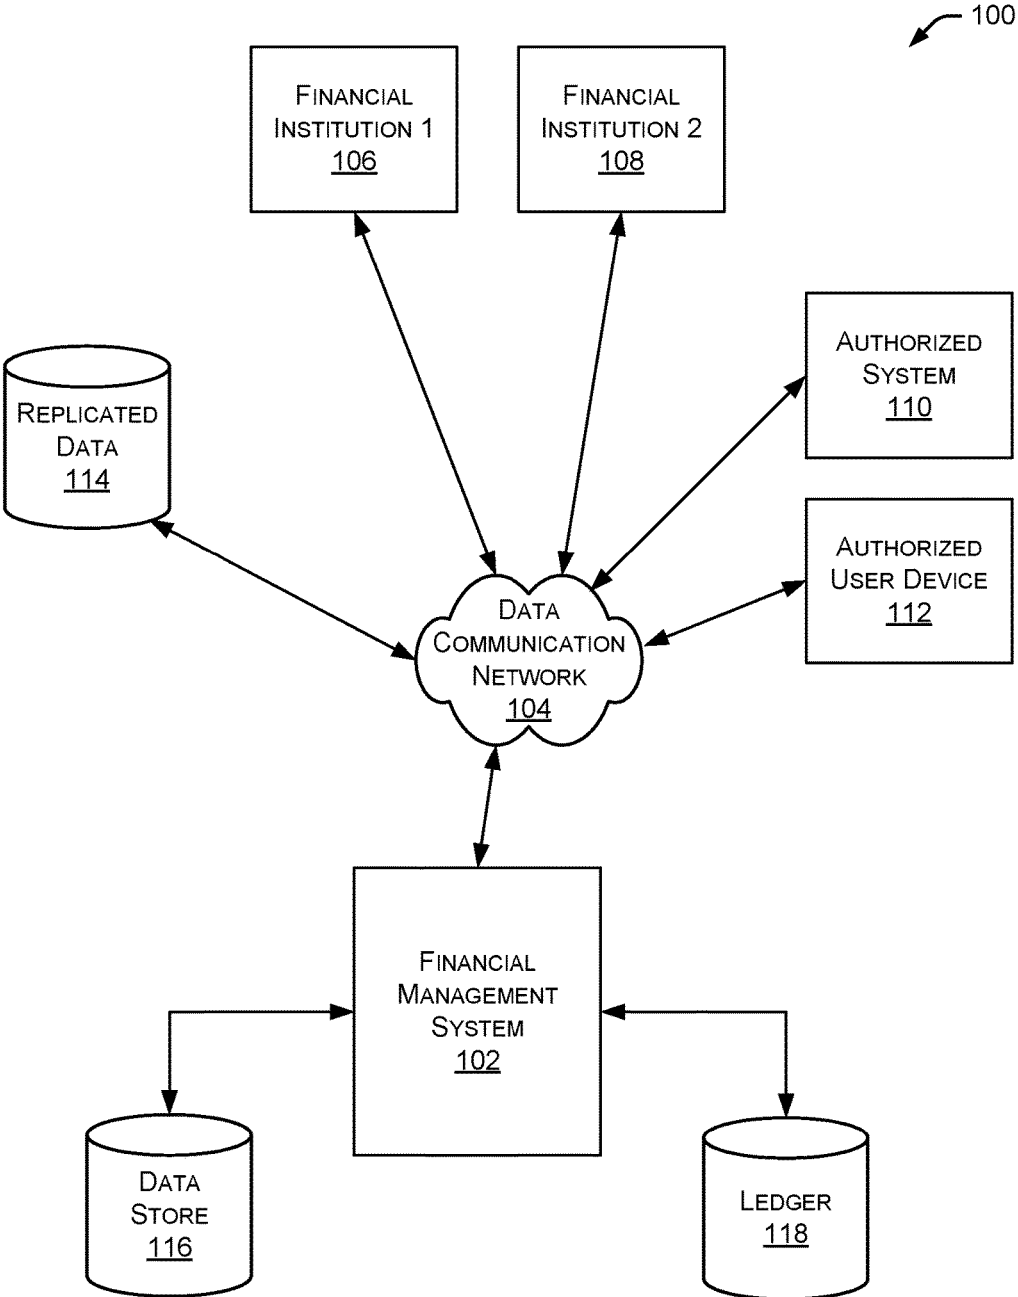 100
FINANCIAL
INSTITUTION 1
106
FINANCIAL
INSTITUTION 2
108
AUTHORIZED
SYSTEM
110
REPLICATED
DATA
114
AUTHORIZED
USER DEVICE
112
DATA
COMMUNICATION
NETWORK
104
FINANCIAL
MANAGEMENT
SYSTEM
102
DATA
STORE
116
LEDGER
118